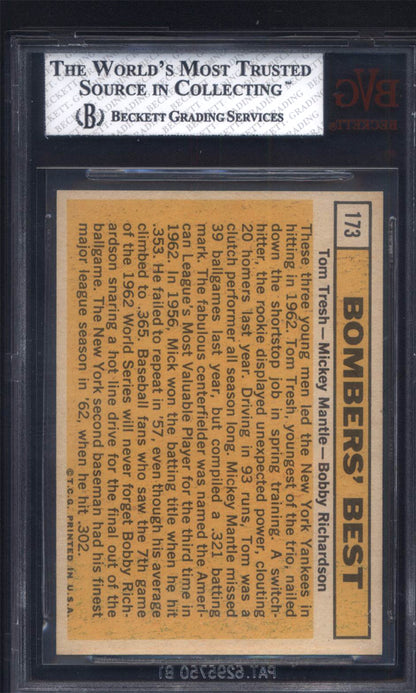 THE WORLD'S MOST TRUSTED
SOURCE IN COLLECTING™
(B) BECKETT GRADING SERVICES
BVG
BECKETT
173
BOMBERS' BEST
Tom Tresh—Mickey Mantle—Bobby Richardson
These three young men led the New York Yankees in
hitting in 1962. Tom Tresh, youngest of the trio, nailed
down the shortstop job in spring training. A switch-
hitter, the rookie displayed unexpected power, clouting
20 homers last year. Driving in 93 runs, Tom was a
clutch performer all season long. Mickey Mantle missed
39 ballgames last year, but compiled a .321 batting
mark. The fabulous centerfielder was named the Ameri-
can League's Most Valuable Player for the third time in
1962. In 1956, Mick won the batting title when he hit
.353. He failed to repeat in '57 even though his average
climbed to .365 Baseball fans who saw the 7th game
of the 1962 World Series will never forget Bobby Rich-
ardson snaring a hot line drive for the final out of the
ballgame. The New York second baseman had his finest
major league season in '62, when he hit .302.
©T.C.G. PRINTED IN U.S.A.
PAT. 6295750 B1